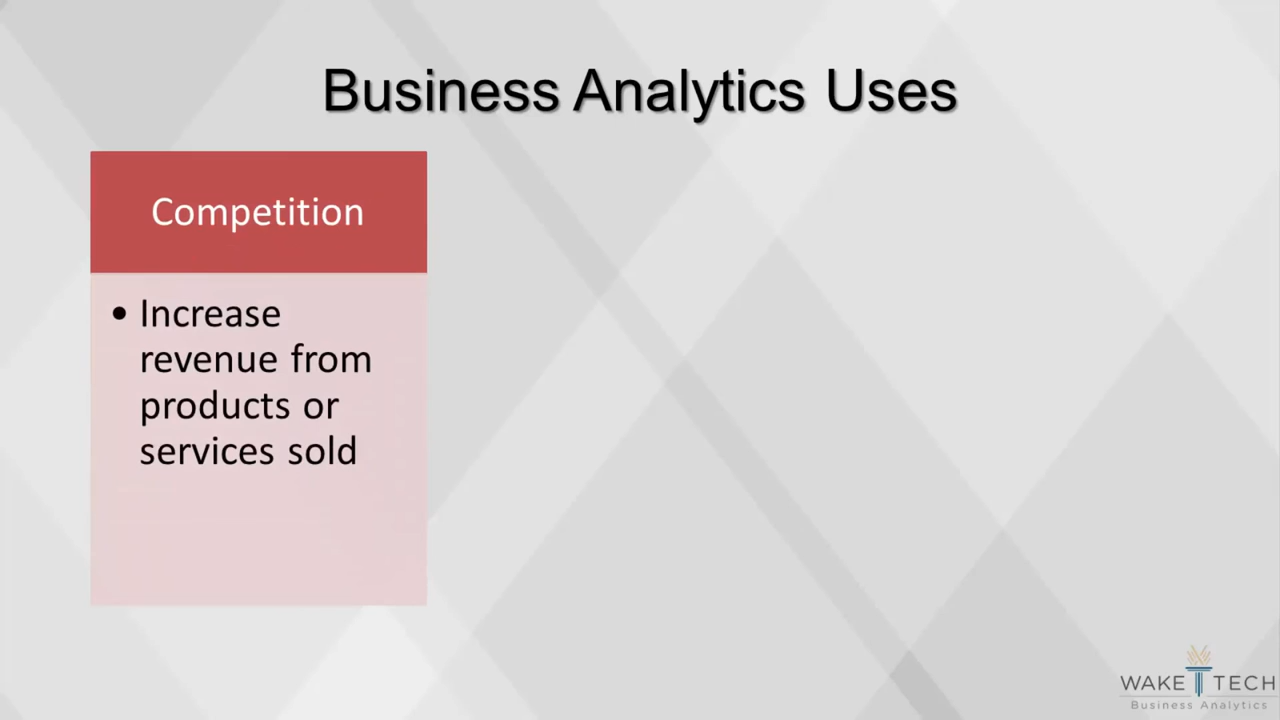 Business Analytics Uses
Competition
• Increase
revenue from
products or
services sold
WAKE TECH
Business Analytics